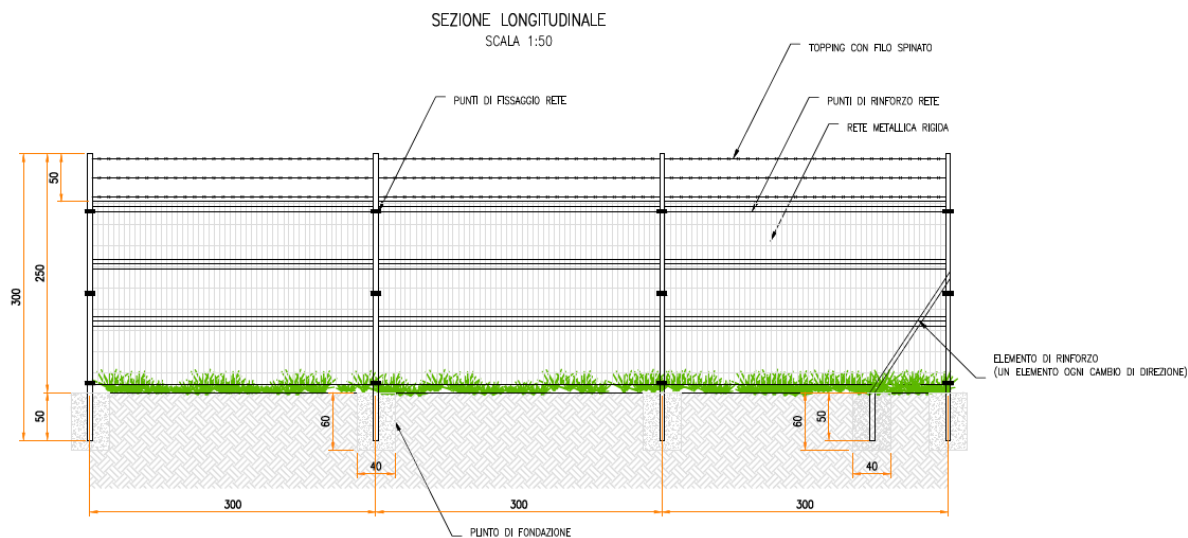 SEZIONE LONGITUDINALE
SCALA 1:50
TOPPING CON FILO SPINATO
PUNTI DI FISSAGGIO RETE
PUNTI DI RINFORZO RETE
RETE METALLICA RIGIDA
50
250
300
ELEMENTO DI RINFORZO
(UN ELEMENTO OGNI CAMBIO DI DIREZIONE)
50
60
60
50
40
40
300
300
300
PUNTO DI FONDAZIONE